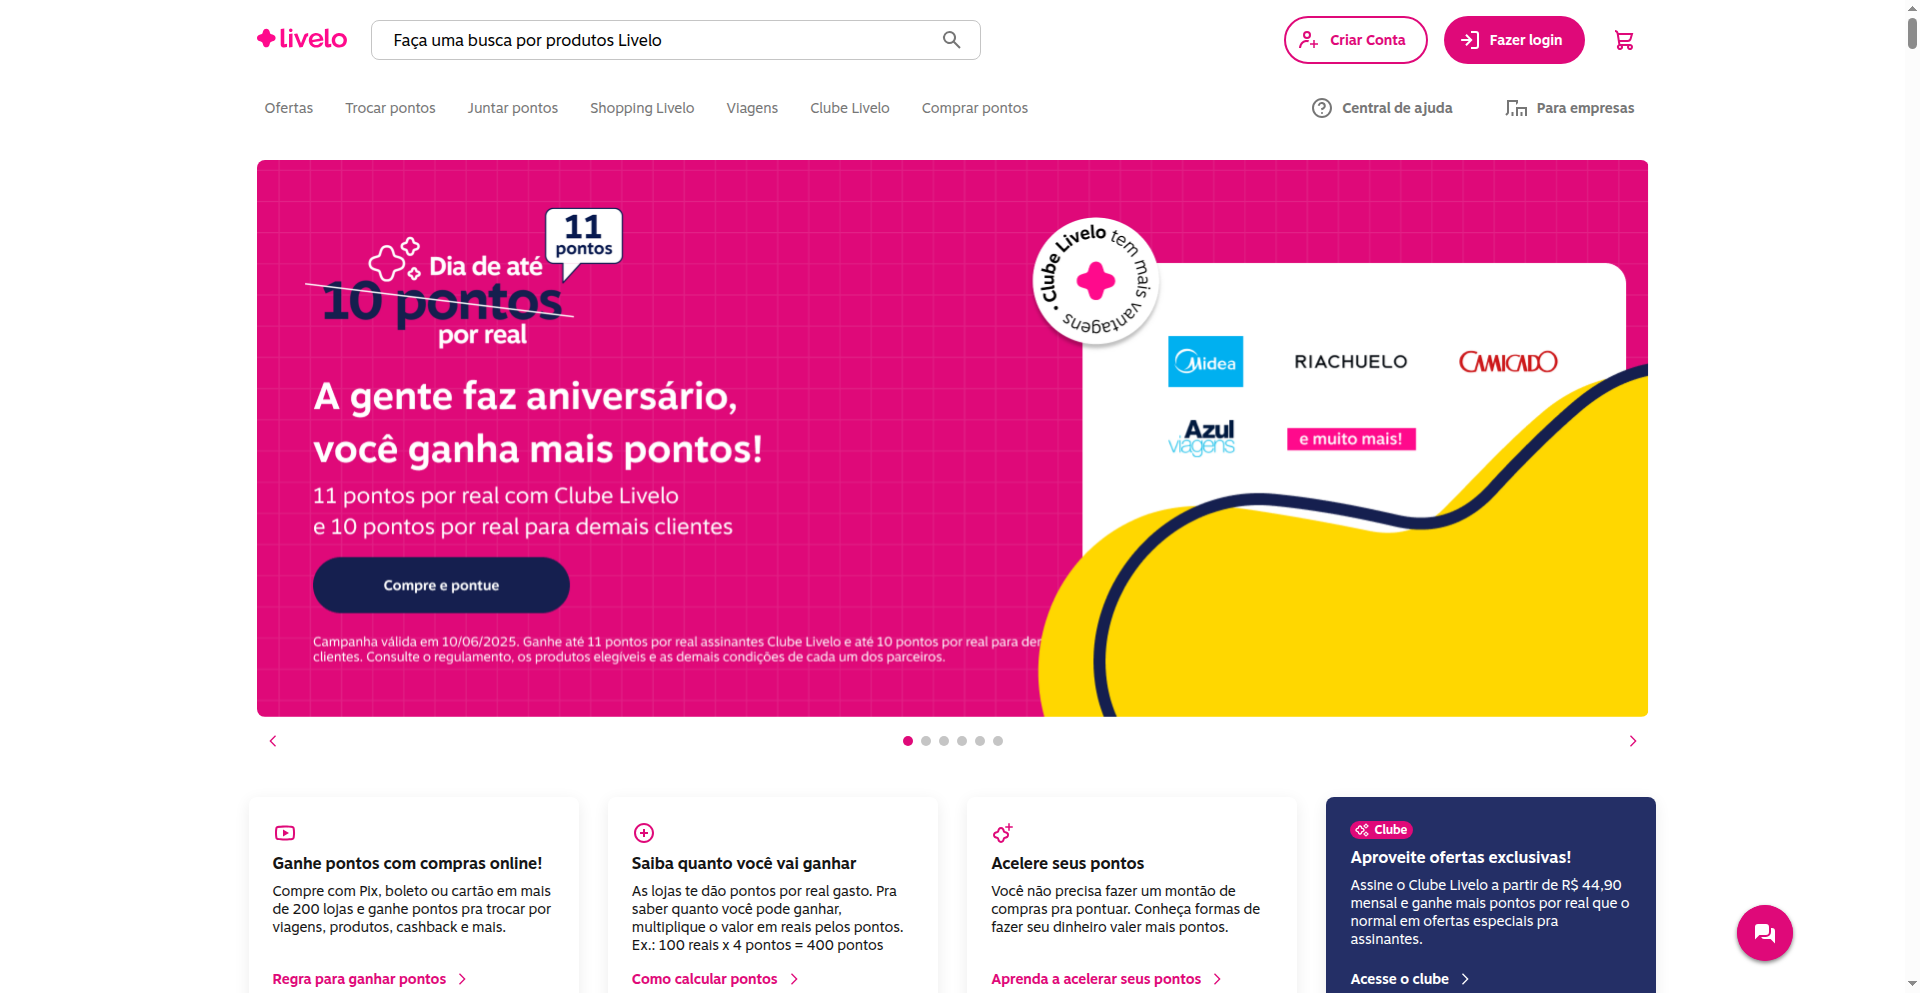 livelo
Faça uma busca por produtos Livelo
Criar Conta
Fazer login
Ofertas
Trocar pontos
Juntar pontos
Shopping Livelo
Viagens
Clube Livelo
Comprar pontos
Central de ajuda
Para empresas
11
pontos
Dia de até
10 pontos
por real
A gente faz aniversário,
você ganha mais pontos!
11 pontos por real com Clube Livelo
e 10 pontos por real para demais clientes
Compre e pontue
Campanha válida em 10/06/2025. Ganhe até 11 pontos por real assinantes Clube Livelo e até 10 pontos por real para
clientes. Consulte o regulamento, os produtos elegíveis e as demais condições de cada um dos parceiros.
• Clube Livelo tem mais vantagens
Midea
RIACHUELO
CAMICADO
Azul
viagens
e muito mais!
Ganhe pontos com compras online!
Compre com Pix, boleto ou cartão em mais
de 200 lojas e ganhe pontos pra trocar por
viagens, produtos, cashback e mais.
Regra para ganhar pontos
Saiba quanto você vai ganhar
As lojas te dão pontos por real gasto. Pra
saber quanto você pode ganhar,
multiplique o valor em reais pelos pontos.
Ex.: 100 reais x 4 pontos = 400 pontos
Como calcular pontos
Acelere seus pontos
Você não precisa fazer um montão de
compras pra pontuar. Conheça formas de
fazer seu dinheiro valer mais pontos.
Aprenda a acelerar seus pontos
Clube
Aproveite ofertas exclusivas!
Assine o Clube Livelo a partir de R$ 44,90
mensal e ganhe mais pontos por real que o
normal em ofertas especiais pra
assinantes.
Acesse o clube